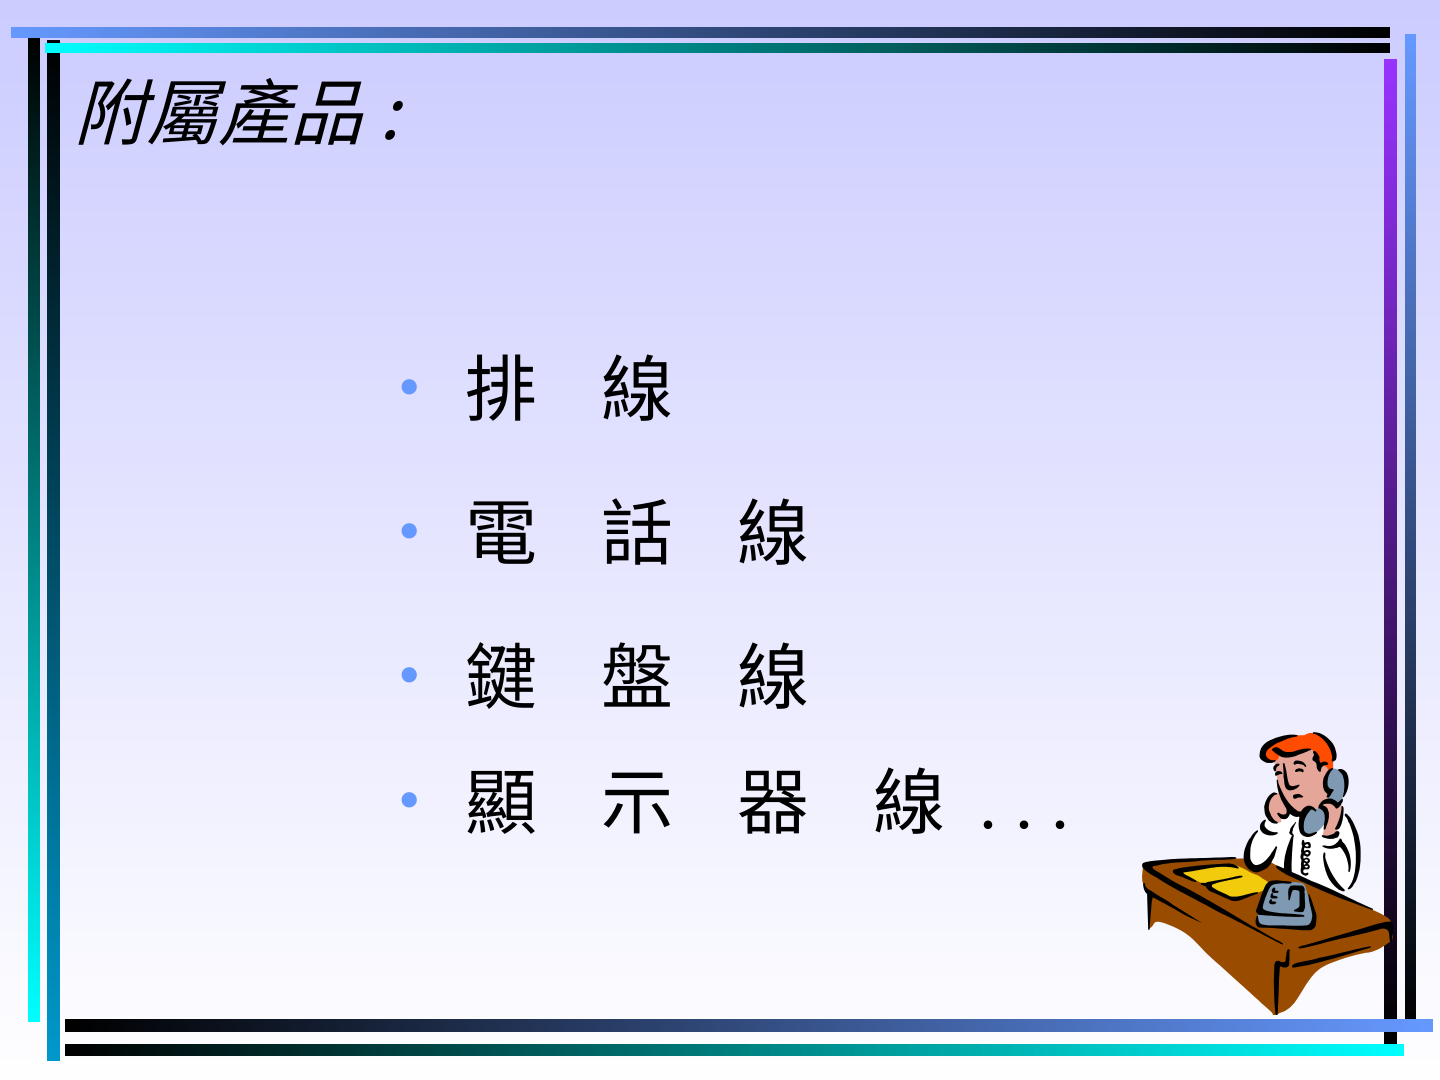 附屬產品:
• 排 線
• 電 話 線
• 鍵 盤 線
• 顯 示 器 線 ...